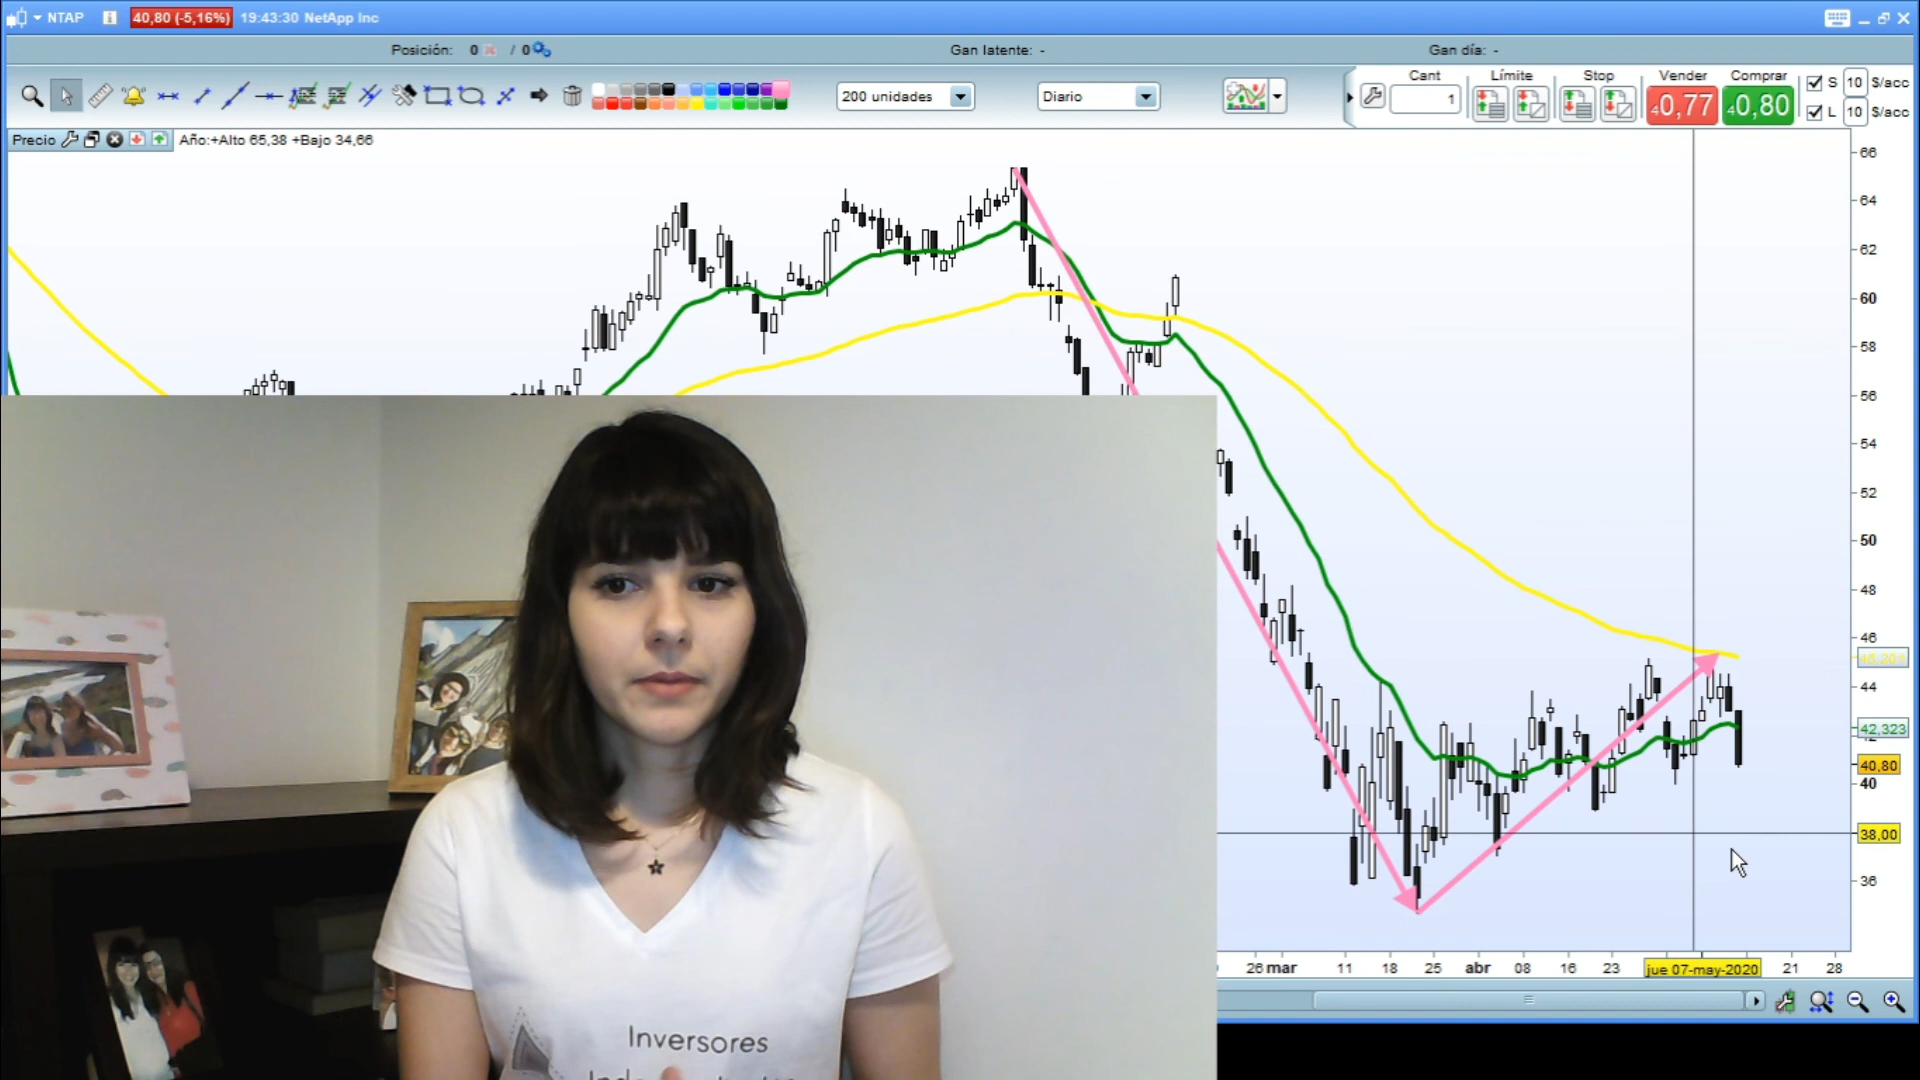 NTAP 40,80 (-5,16%) 19:43:30 NetApp Inc
Posición: 0 / 0 Gan latente: - Gan día: -
200 unidades Diario
Cant Límite Stop Vender Comprar
1 40,77 40,80
S 10 $/acc
L 10 $/acc
Precio Año:+Alto 65,38 +Bajo 34,66
66
64
62
60
58
56
54
52
50
48
46
44
42,323
40,80
40
38,00
36
26 mar 11 18 25 abr 08 16 23 jue 07-may-2020 21 28
Inversores